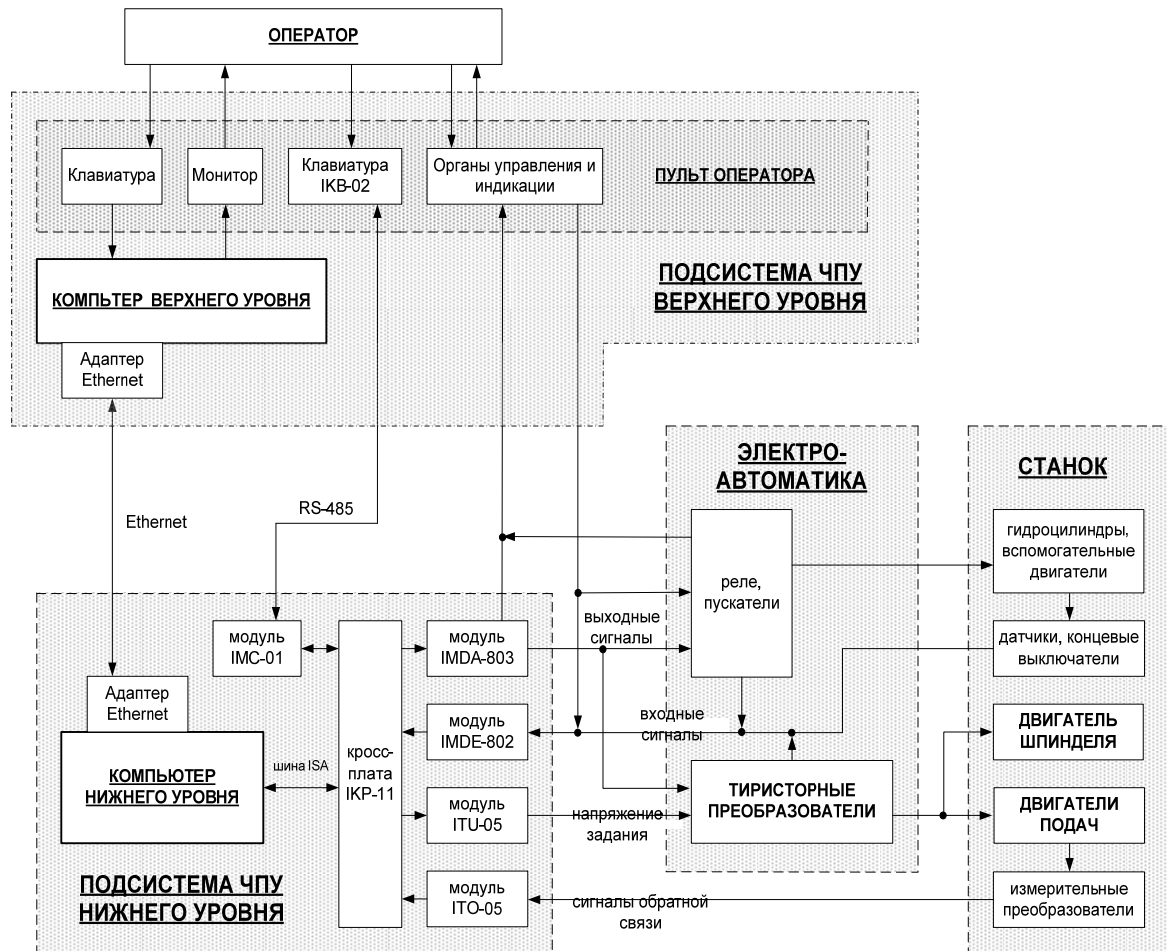 ОПЕРАТОР
Клавиатура
Монитор
Клавиатура
IKB-02
Органы управления и
индикации
ПУЛЬТ ОПЕРАТОРА
КОМПЬТЕР ВЕРХНЕГО УРОВНЯ
ПОДСИСТЕМА ЧПУ
ВЕРХНЕГО УРОВНЯ
Адаптер
Ethernet
Ethernet
RS-485
ЭЛЕКТРО-
АВТОМАТИКА
СТАНОК
реле,
пускатели
гидроцилиндры,
вспомогательные
двигатели
датчики, концевые
выключатели
модуль
IMC-01
модуль
IMDA-803
выходные
сигналы
Адаптер
Ethernet
модуль
IMDE-802
входные
сигналы
ДВИГАТЕЛЬ
ШПИНДЕЛЯ
КОМПЬЮТЕР
НИЖНЕГО УРОВНЯ
шина ISA
кросс-
плата
IKP-11
модуль
ITU-05
напряжение
задания
ТИРИСТОРНЫЕ
ПРЕОБРАЗОВАТЕЛИ
ДВИГАТЕЛИ
ПОДАЧ
ПОДСИСТЕМА ЧПУ
НИЖНЕГО УРОВНЯ
модуль
ITO-05
сигналы обратной
связи
измерительные
преобразователи